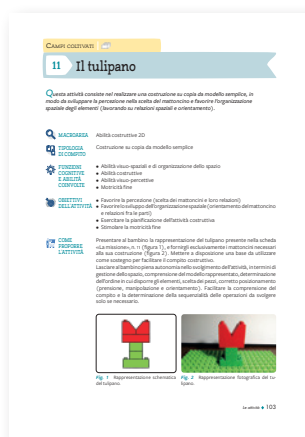 CAMPI COLTIVATI
11 Il tulipano
Questa attività consiste nel realizzare una costruzione su copia da modello semplice, in
modo da sviluppare la percezione nella scelta del mattoncino e favorire l'organizzazione
spaziale degli elementi (lavorando su aspetti spaziali e orientamento).
MACROAREA Abilità costruttive 2D
TIPOLOGIA Costruzione su copia da modello semplice
DI COMPITO
FUNZIONI • Abilità visuo-spaziali e di organizzazione dello spazio
COGNITIVE • Abilità costruttive
E ABILITÀ • Abilità visuo-percettive
COINVOLTE • Motricità fine
OBIETTIVI • Favorire la percezione (scelta dei mattoncini e loro relazioni)
DELL'ATTIVITÀ • Favorire lo sviluppo dell'organizzazione spaziale (orientamento del mattoncino
e relazioni fra le parti)
• Esercitare la pianificazione dell'attività costruttiva
• Stimolare la motricità fine
COME Presentare al bambino la rappresentazione del tulipano presente nella scheda
PROPORRE «La missione», n. 11 (figura 1), e fornirgli esclusivamente i mattoncini necessari
L'ATTIVITÀ alla sua costruzione (figura 2). Mettere a disposizione una base da utilizzare
come sostegno per facilitare il compito costruttivo.
Lasciare al bambino piena autonomia nello svolgimento dell'attività, in termini di
gestione dello spazio, comprensione del modello rappresentato, determinazione
dell'ordine in cui disporre gli elementi, scelta dei pezzi, corretto posizionamento
(prensione, manipolazione e orientamento). Facilitare la comprensione del
compito e la determinazione della sequenzialità delle operazioni da svolgere
solo se necessario.
Fig. 1 Rappresentazione schematica
del tulipano.
Fig. 2 Rappresentazione fotografica del tu-
lipano.
Le attività ♦ 103